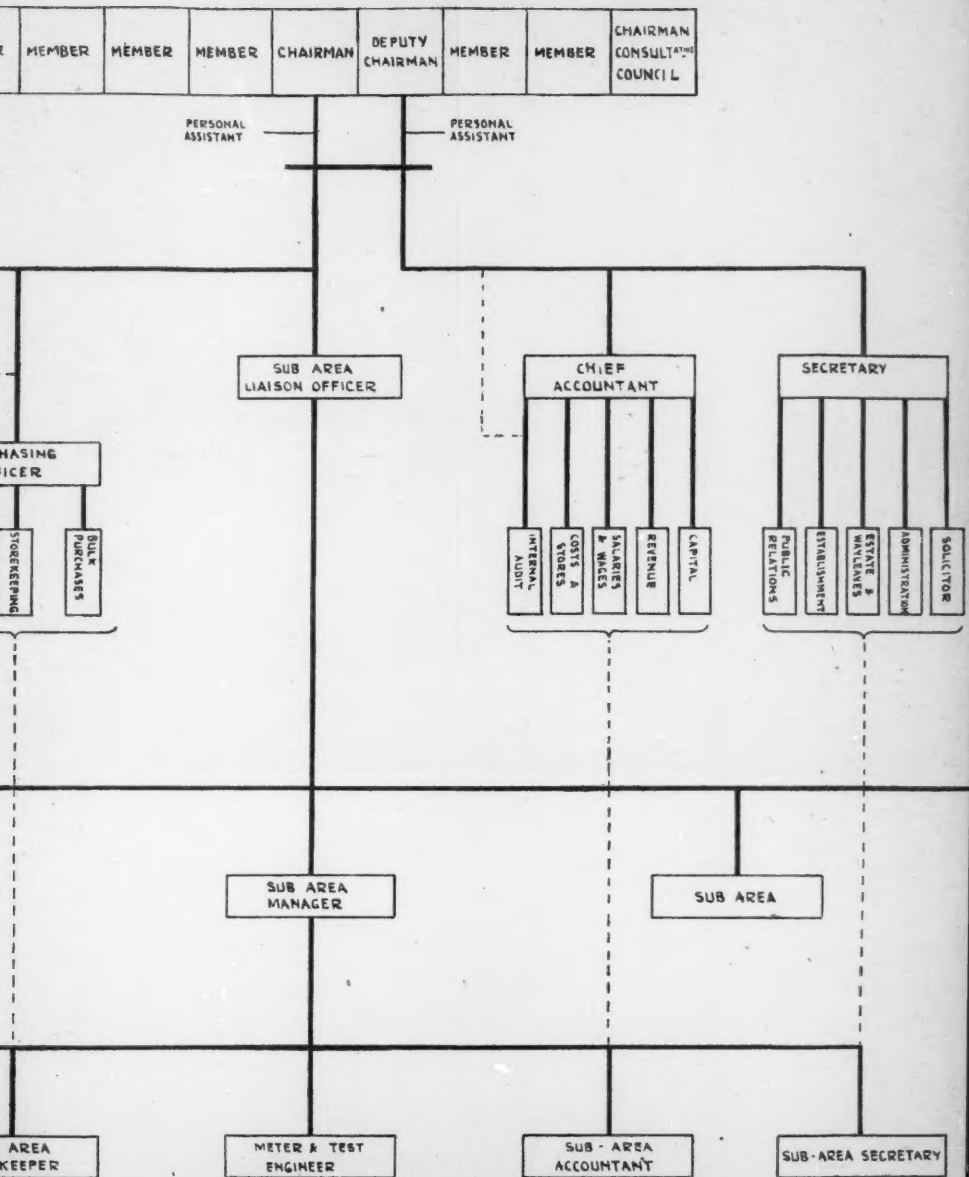 MEMBER
MEMBER
MEMBER
CHAIRMAN
DEPUTY
CHAIRMAN
MEMBER
MEMBER
CHAIRMAN
CONSULTATIVE
COUNCIL
PERSONAL
ASSISTANT
PERSONAL
ASSISTANT
SUB AREA
LIAISON OFFICER
CHIEF
ACCOUNTANT
SECRETARY
HASING
ICER
STOREKEEPING
BULK
PURCHASES
INTERNAL
AUDIT
COSTS &
STORES
SALARIES
& WAGES
REVENUE
CAPITAL
PUBLIC
RELATIONS
ESTABLISHMENT
ESTATE &
WAYLEAVES
ADMINISTRATION
SOLICITOR
SUB AREA
MANAGER
SUB AREA
AREA
KEEPER
METER & TEST
ENGINEER
SUB-AREA
ACCOUNTANT
SUB-AREA SECRETARY